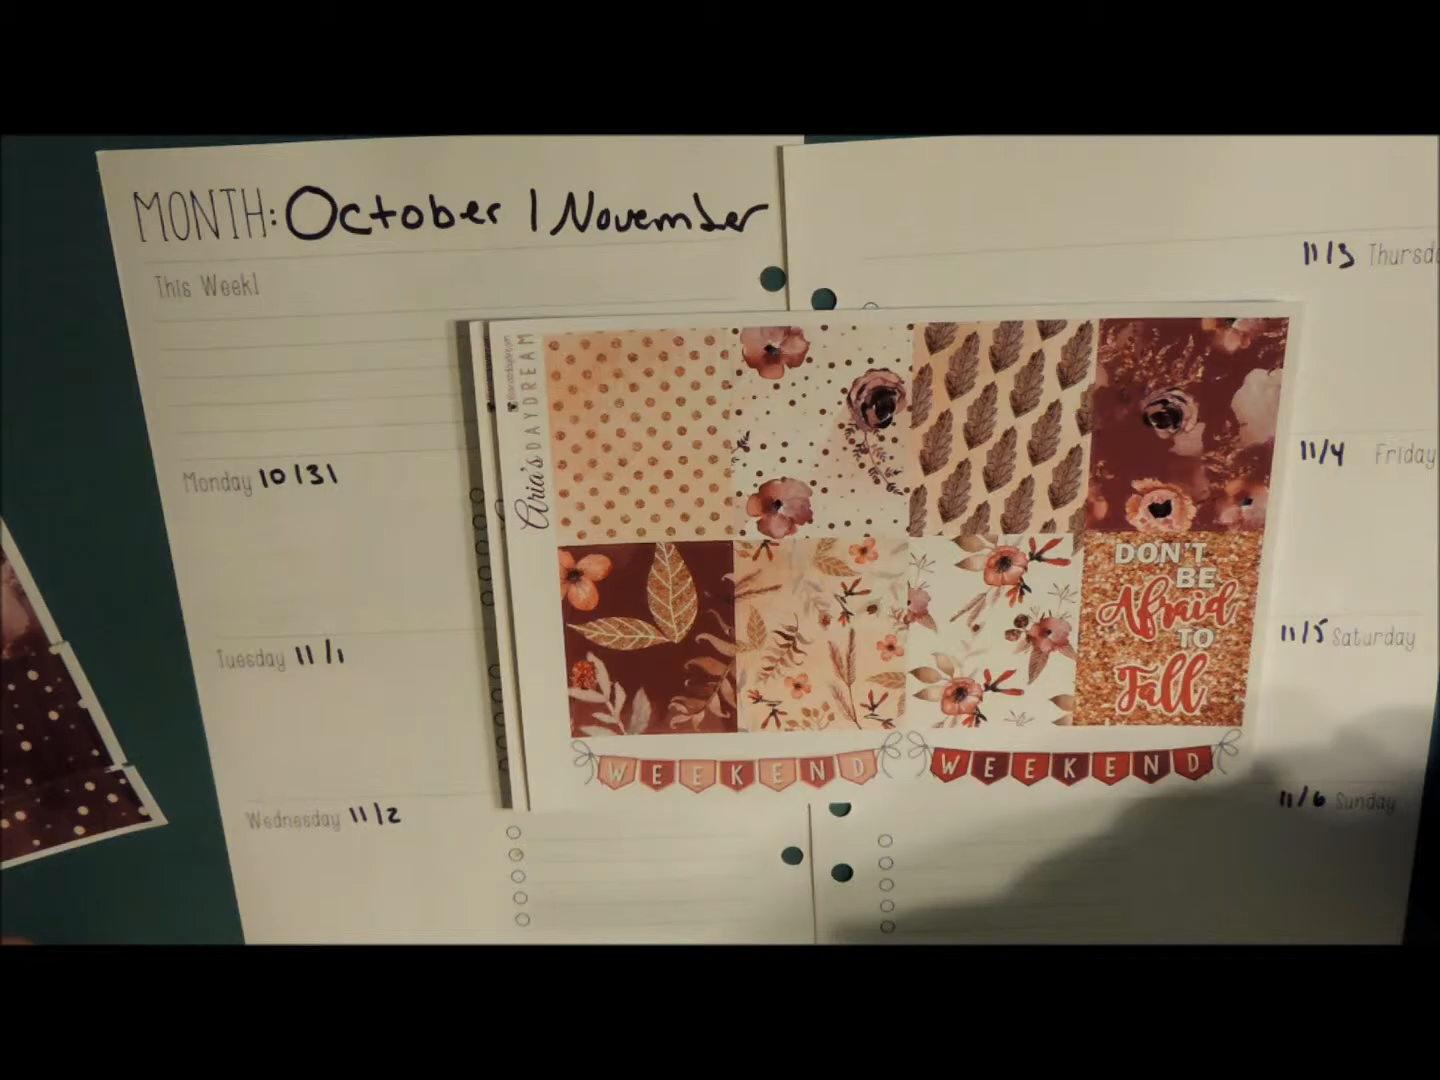 MONTH: October / November
This Week!
Monday 10/31
Tuesday 11/1
Wednesday 11/2
Aria's DAYDREAM
DON'T
BE
Afraid
TO
Fall
WEEKEND
WEEKEND
11/3 Thursd
11/4 Friday
11/5 Saturday
11/6 Sunday